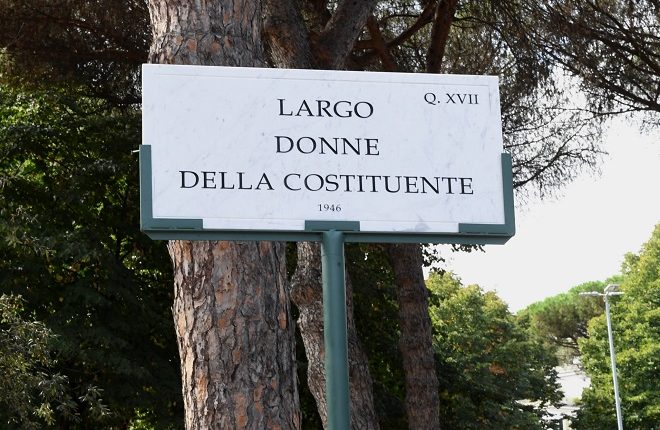 Q. XVII
LARGO
DONNE
DELLA COSTITUENTE
1946